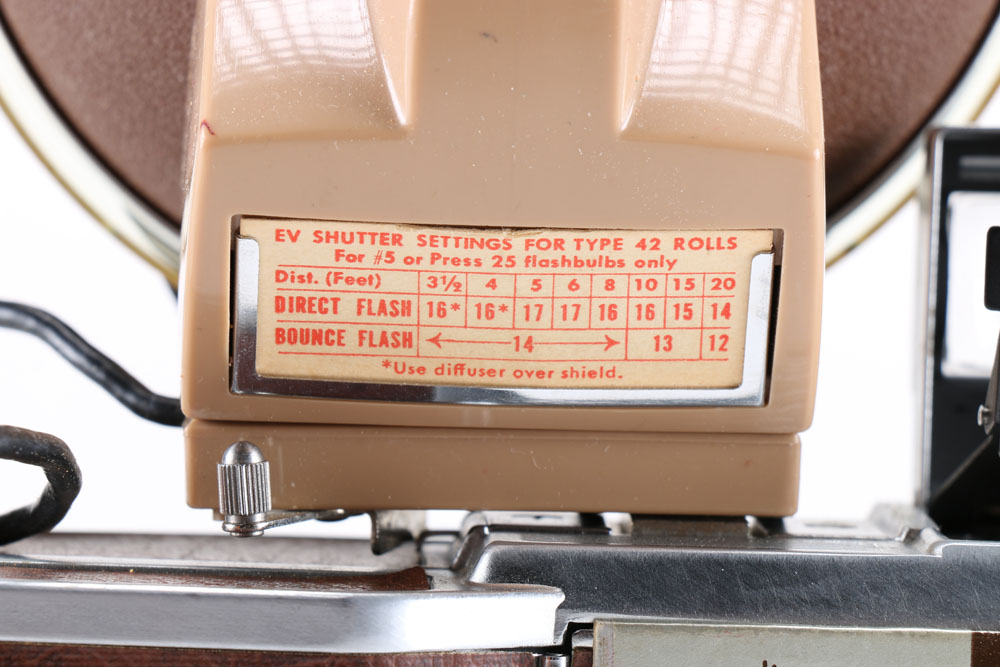 EV SHUTTER SETTINGS FOR TYPE 42 ROLLS
For #5 or Press 25 flashbulbs only
Dist. (Feet) 3½ 4 5 6 8 10 15 20
DIRECT FLASH 16* 16* 17 17 16 16 15 14
BOUNCE FLASH ← 14 → 13 12
*Use diffuser over shield.